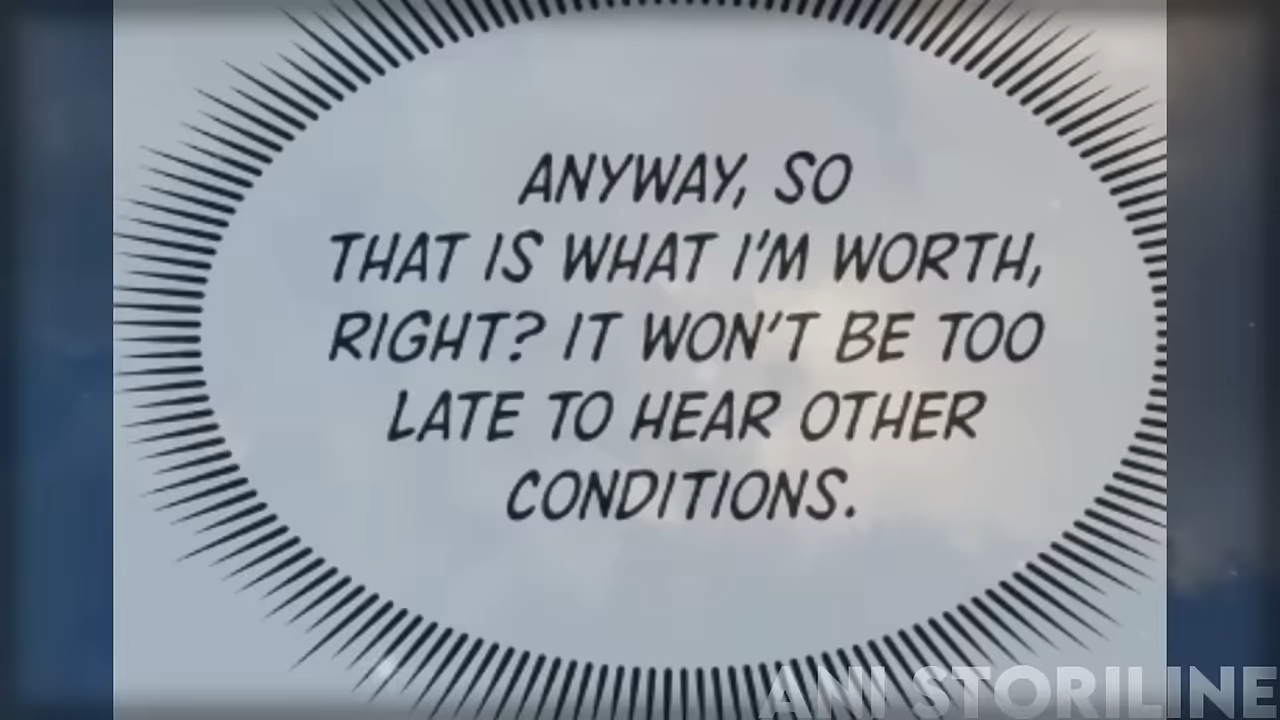 ANYWAY, SO
THAT IS WHAT I'M WORTH,
RIGHT? IT WON'T BE TOO
LATE TO HEAR OTHER
CONDITIONS.
ANI STORILINE